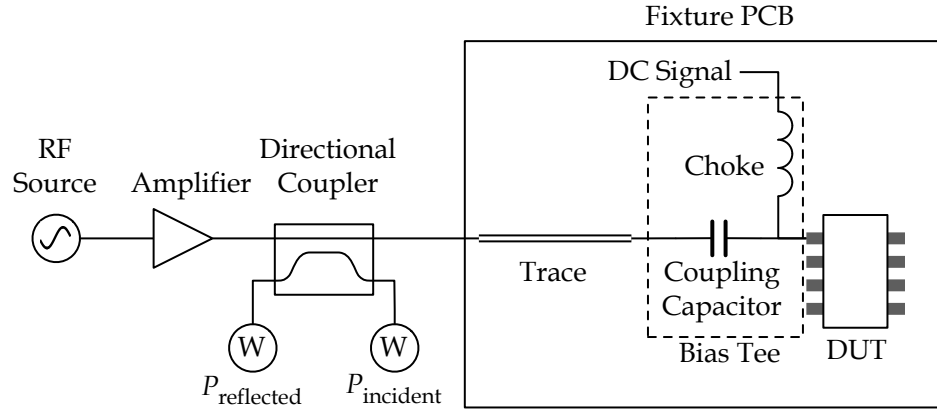 Fixture PCB
DC Signal
RF
Source
Amplifier
Directional
Coupler
Choke
Trace
Coupling
Capacitor
Bias Tee
DUT
W
W
Preflected
Pincident